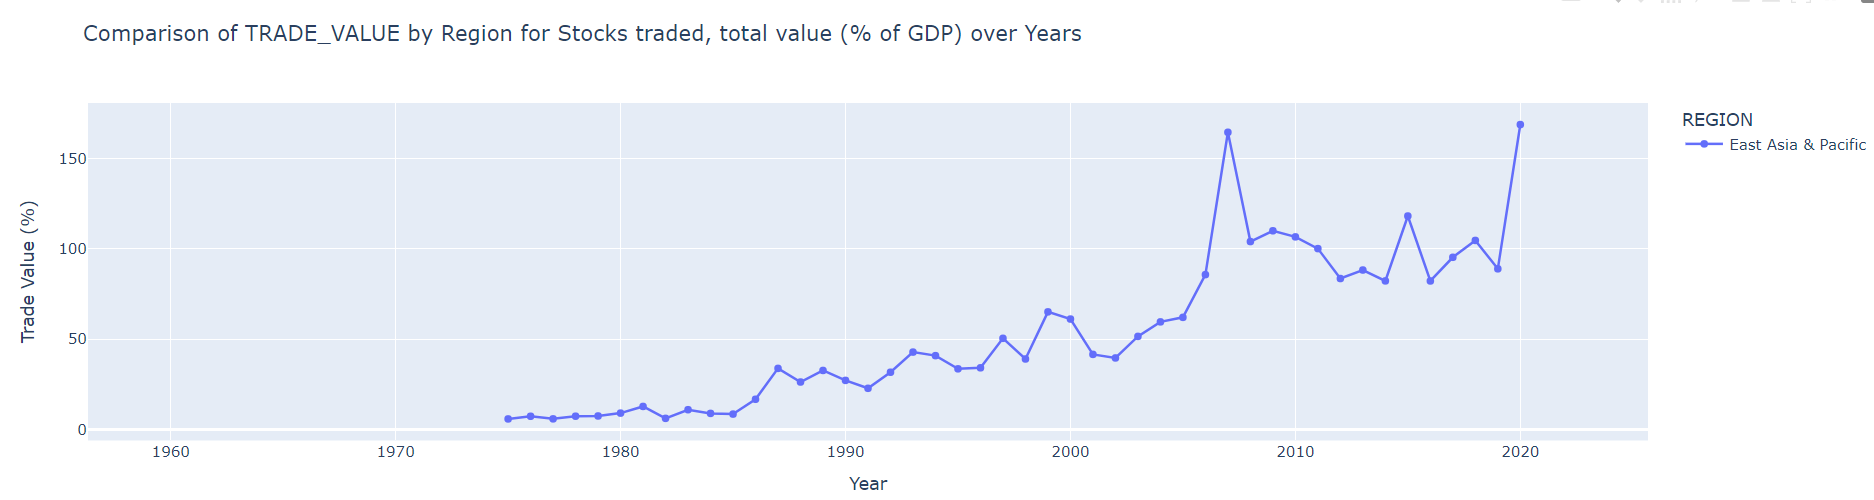 Comparison of TRADE_VALUE by Region for Stocks traded, total value (% of GDP) over Years
REGION
East Asia & Pacific
Trade Value (%)
150
100
50
0
1960
1970
1980
1990
2000
2010
2020
Year